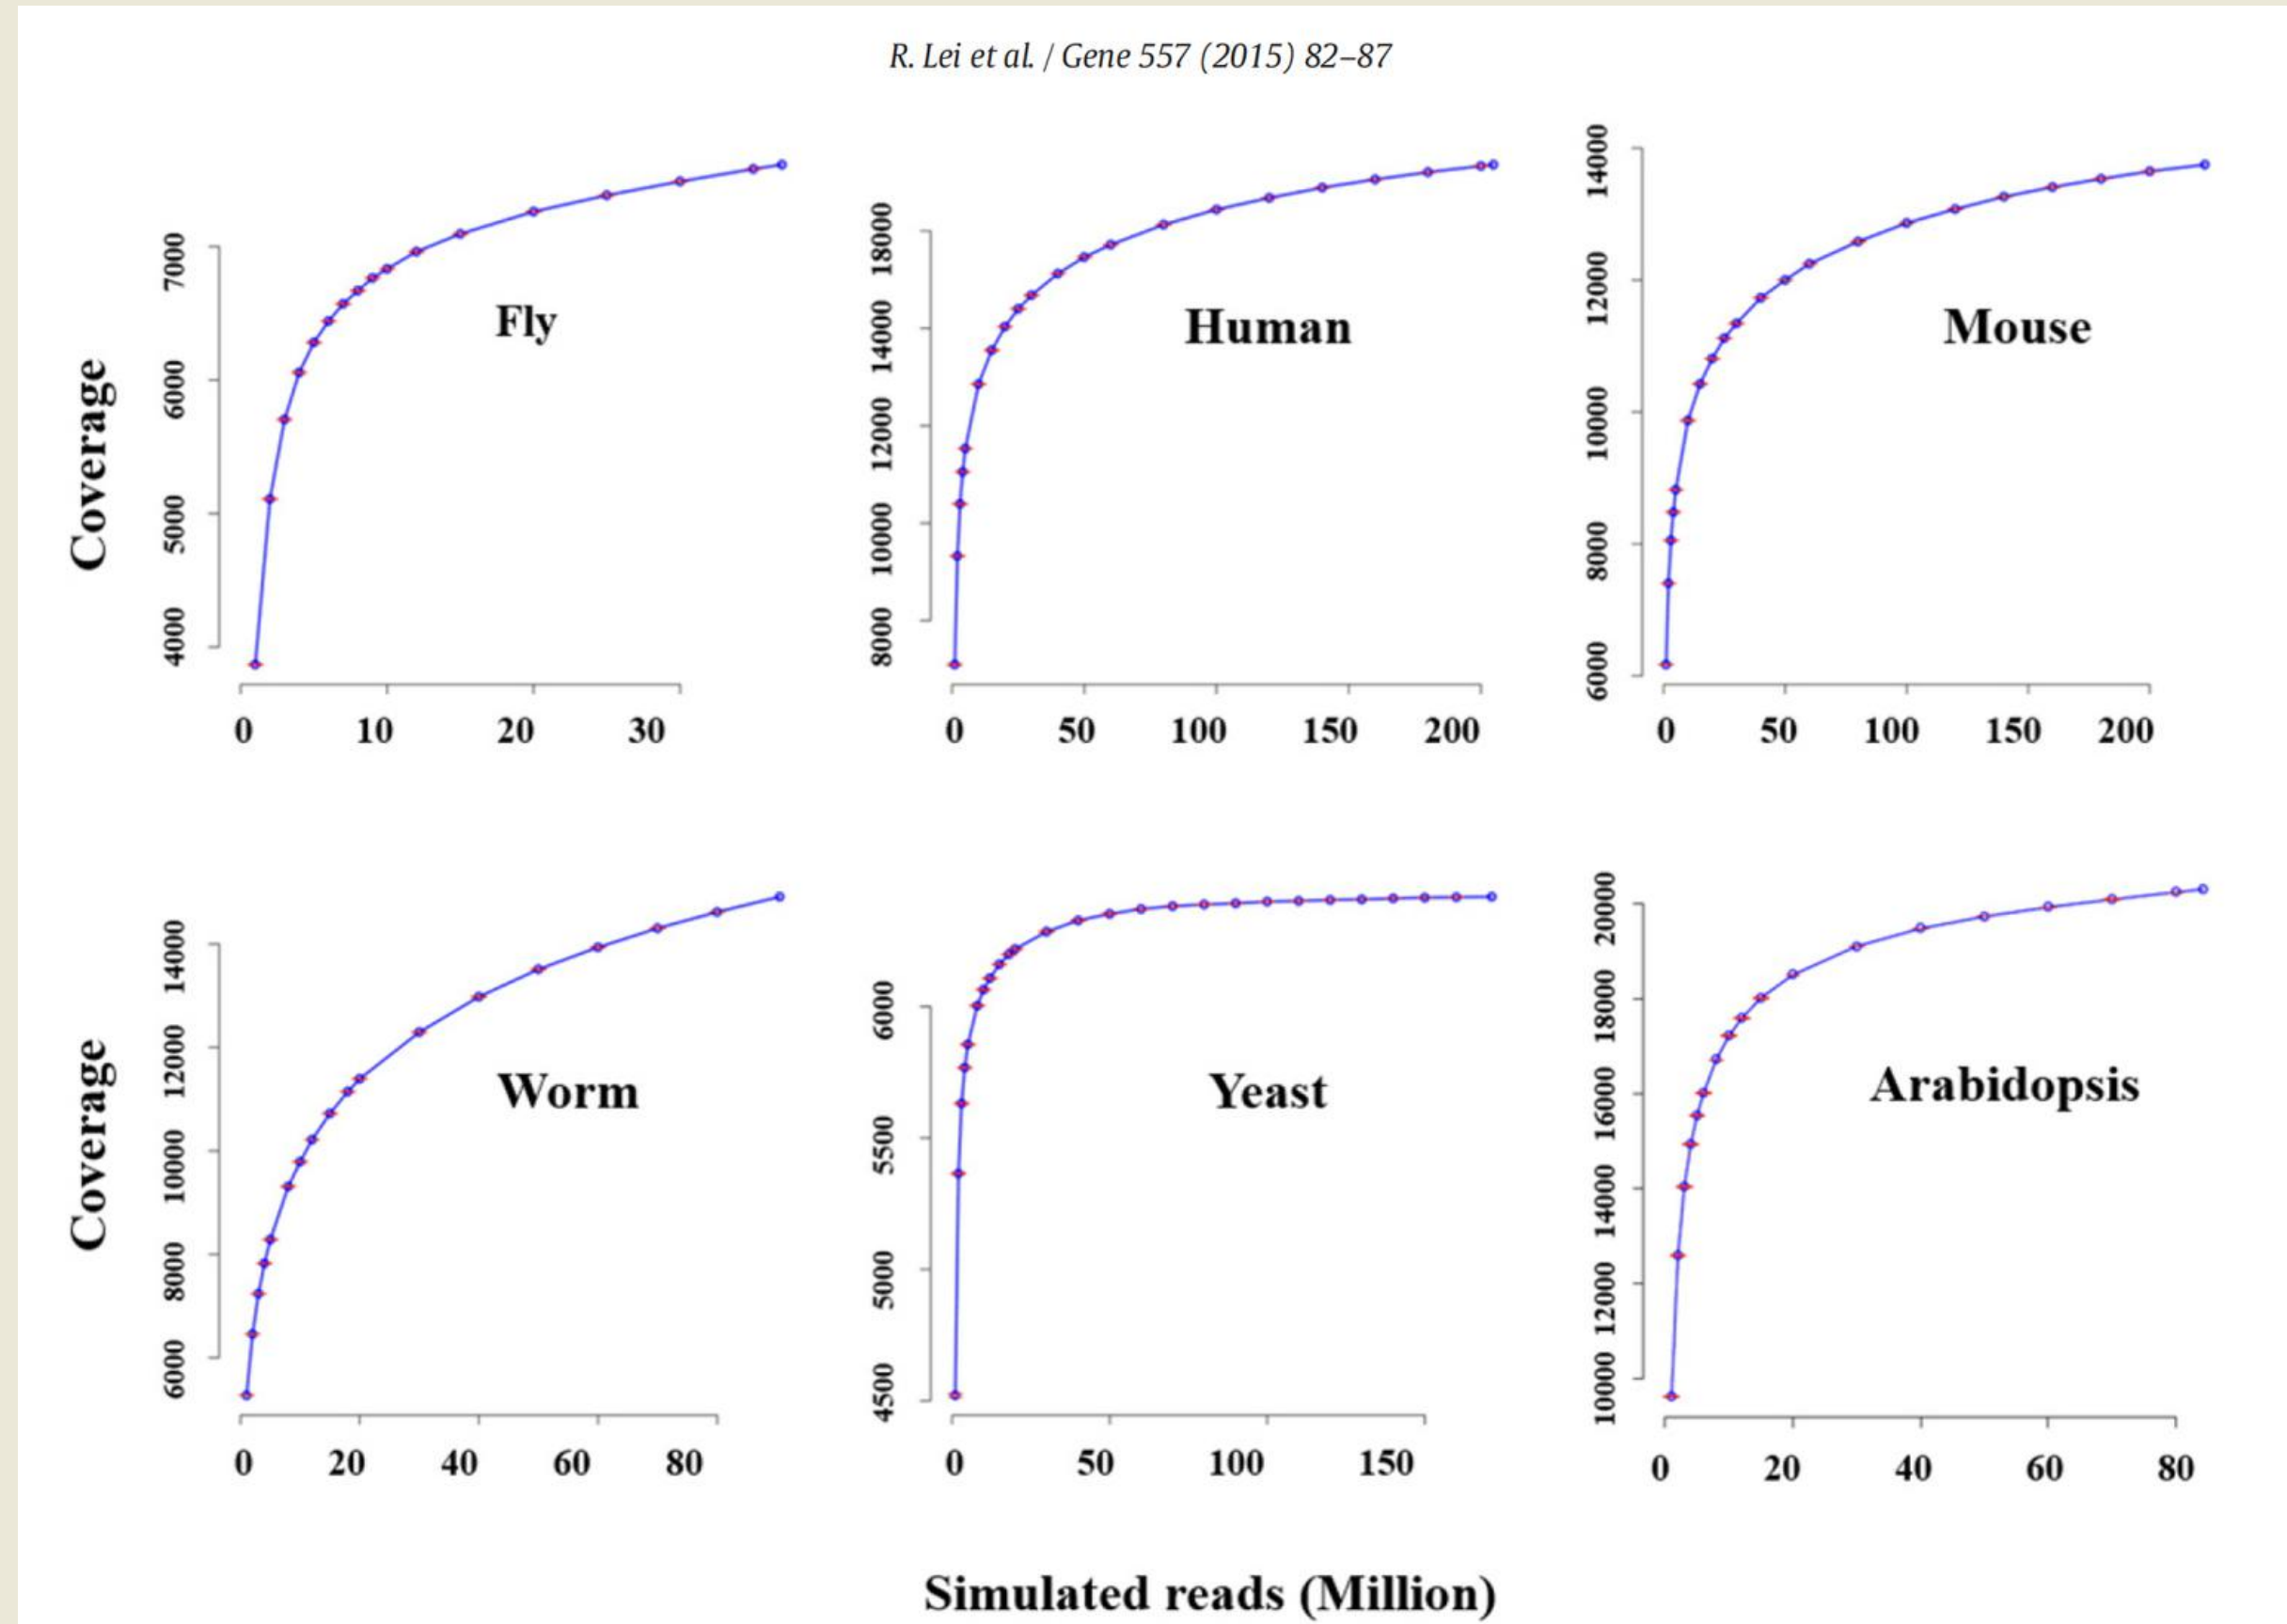 R. Lei et al. / Gene 557 (2015) 82–87
Coverage
7000
6000
5000
4000
Fly
0 10 20 30
18000
14000
12000
10000
8000
Human
0 50 100 150 200
14000
12000
10000
8000
6000
Mouse
0 50 100 150 200
Coverage
14000
12000
10000
8000
6000
Worm
0 20 40 60 80
6000
5500
5000
4500
Yeast
0 50 100 150
20000
18000
16000
14000
12000
10000
Arabidopsis
0 20 40 60 80
Simulated reads (Million)